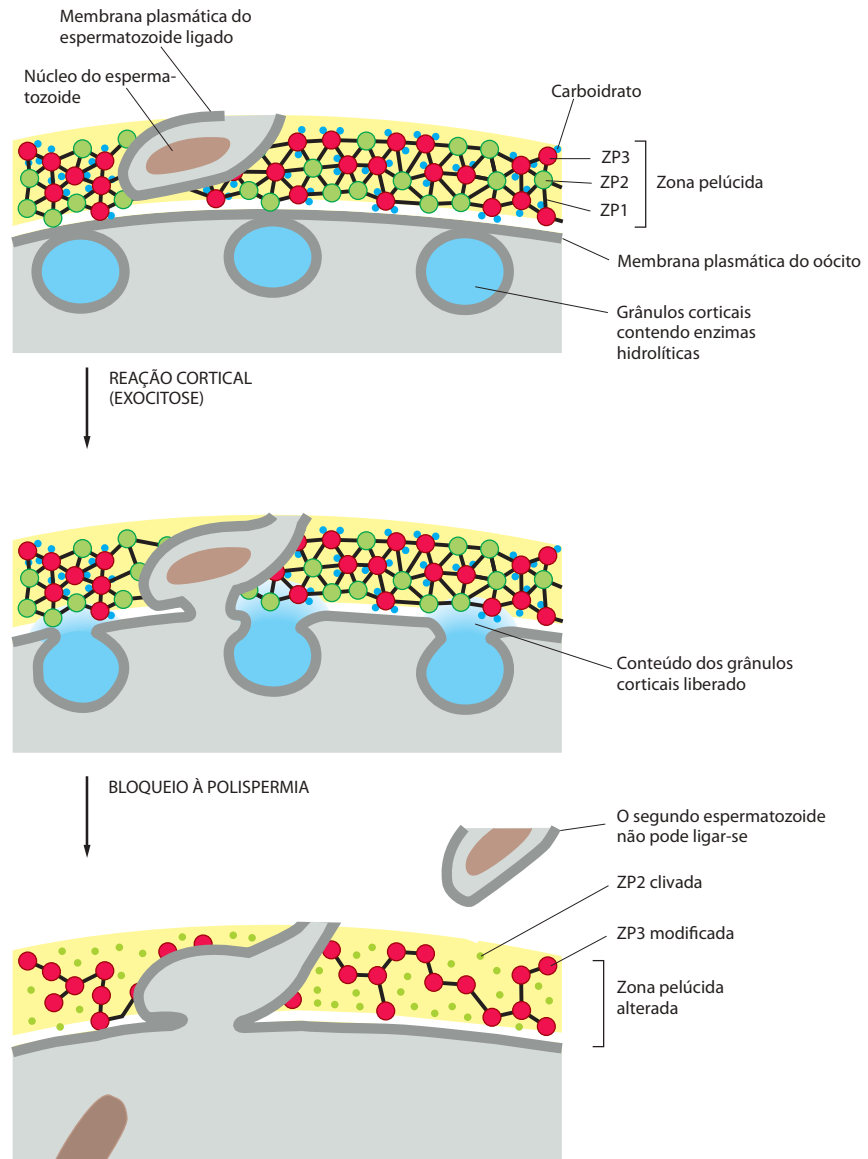 Membrana plasmática do
espermatozoide ligado
Núcleo do esperma-
tozoide
Carboidrato
ZP3
ZP2
ZP1
Zona pelúcida
Membrana plasmática do oócito
Grânulos corticais
contendo enzimas
hidrolíticas
REAÇÃO CORTICAL
(EXOCITOSE)
Conteúdo dos grânulos
corticais liberado
BLOQUEIO À POLISPERMIA
O segundo espermatozoide
não pode ligar-se
ZP2 clivada
ZP3 modificada
Zona pelúcida
alterada